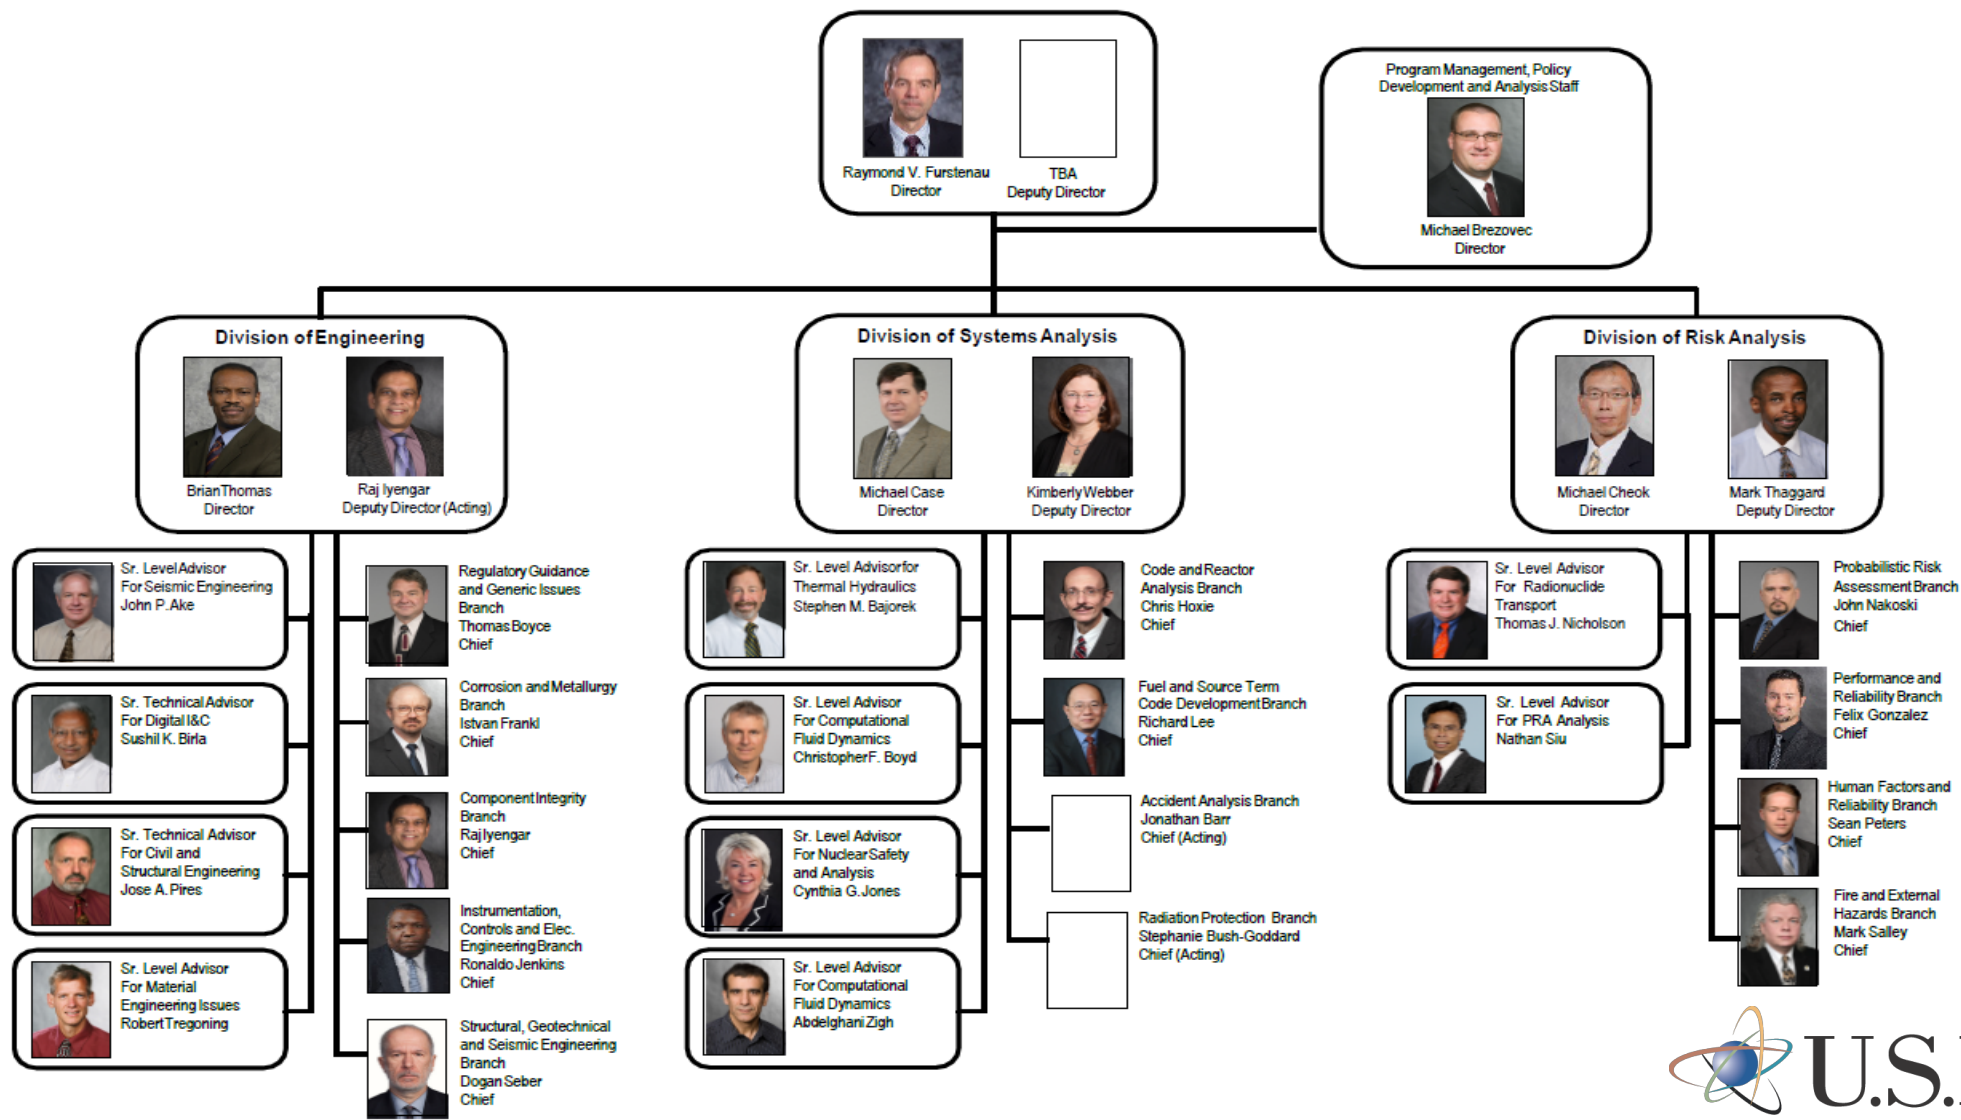 Raymond V. Furstenau
Director
TBA
Deputy Director
Program Management, Policy
Development and Analysis Staff
Michael Brezovec
Director
Division of Engineering
Brian Thomas
Director
Raj Iyengar
Deputy Director (Acting)
Division of Systems Analysis
Michael Case
Director
Kimberly Webber
Deputy Director
Division of Risk Analysis
Michael Cheok
Director
Mark Thaggard
Deputy Director
Sr. Level Advisor
For Seismic Engineering
John P. Ake
Sr. Technical Advisor
For Digital I&C
Sushil K. Birla
Sr. Technical Advisor
For Civil and
Structural Engineering
Jose A. Pires
Sr. Level Advisor
For Material
Engineering Issues
Robert Tregoning
Regulatory Guidance
and Generic Issues
Branch
Thomas Boyce
Chief
Corrosion and Metallurgy
Branch
Istvan Frankl
Chief
Component Integrity
Branch
Raj Iyengar
Chief
Instrumentation,
Controls and Elec.
Engineering Branch
Ronaldo Jenkins
Chief
Structural, Geotechnical
and Seismic Engineering
Branch
Dogan Seber
Chief
Sr. Level Advisor for
Thermal Hydraulics
Stephen M. Bajorek
Sr. Level Advisor
For Computational
Fluid Dynamics
Christopher F. Boyd
Sr. Level Advisor
For Nuclear Safety
and Analysis
Cynthia G. Jones
Sr. Level Advisor
For Computational
Fluid Dynamics
Abdelghani Zigh
Code and Reactor
Analysis Branch
Chris Hoxie
Chief
Fuel and Source Term
Code Development Branch
Richard Lee
Chief
Accident Analysis Branch
Jonathan Barr
Chief (Acting)
Radiation Protection Branch
Stephanie Bush-Goddard
Chief (Acting)
Sr. Level Advisor
For Radionuclide
Transport
Thomas J. Nicholson
Sr. Level Advisor
For PRA Analysis
Nathan Siu
Probabilistic Risk
Assessment Branch
John Nakoski
Chief
Performance and
Reliability Branch
Felix Gonzalez
Chief
Human Factors and
Reliability Branch
Sean Peters
Chief
Fire and External
Hazards Branch
Mark Salley
Chief
U.S.